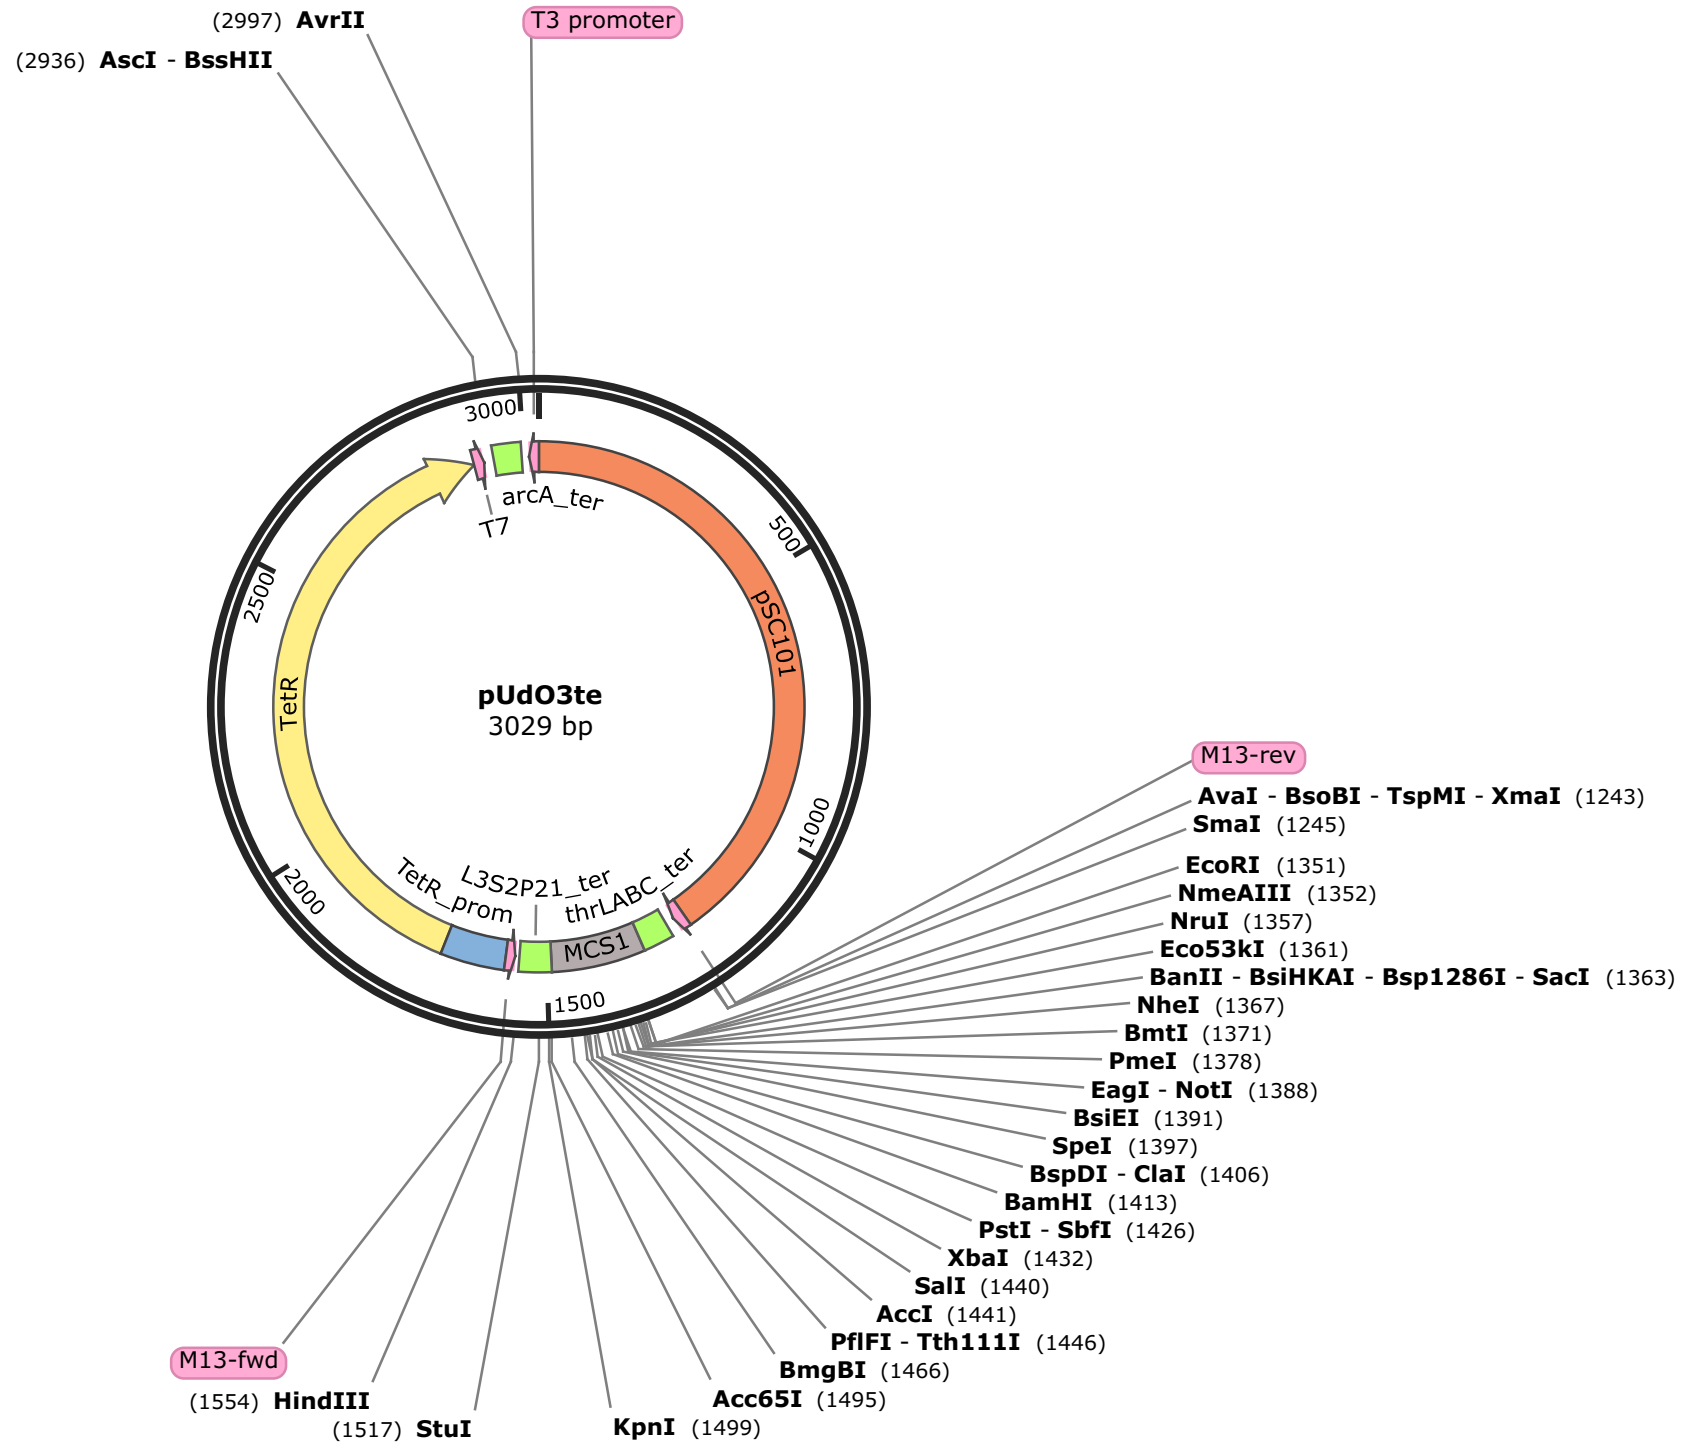 (2997) AvrII
T3 promoter
(2936) AscI - BssHII
3000
arcA_ter
T7
500
pSC101
2500
TetR
pUdO3te
3029 bp
1000
M13-rev
AvaI - BsoBI - TspMI - XmaI (1243)
SmaI (1245)
EcoRI (1351)
NmeAIII (1352)
NruI (1357)
Eco53kI (1361)
BanII - BsiHKAI - Bsp1286I - SacI (1363)
NheI (1367)
BmtI (1371)
PmeI (1378)
EagI - NotI (1388)
BsiEI (1391)
SpeI (1397)
BspDI - ClaI (1406)
BamHI (1413)
PstI - SbfI (1426)
XbaI (1432)
SalI (1440)
AccI (1441)
PflFI - Tth111I (1446)
BmgBI (1466)
Acc65I (1495)
KpnI (1499)
2000
TetR_prom
L3S2P21_ter
thrLABC_ter
MCS1
1500
M13-fwd
(1554) HindIII
(1517) StuI